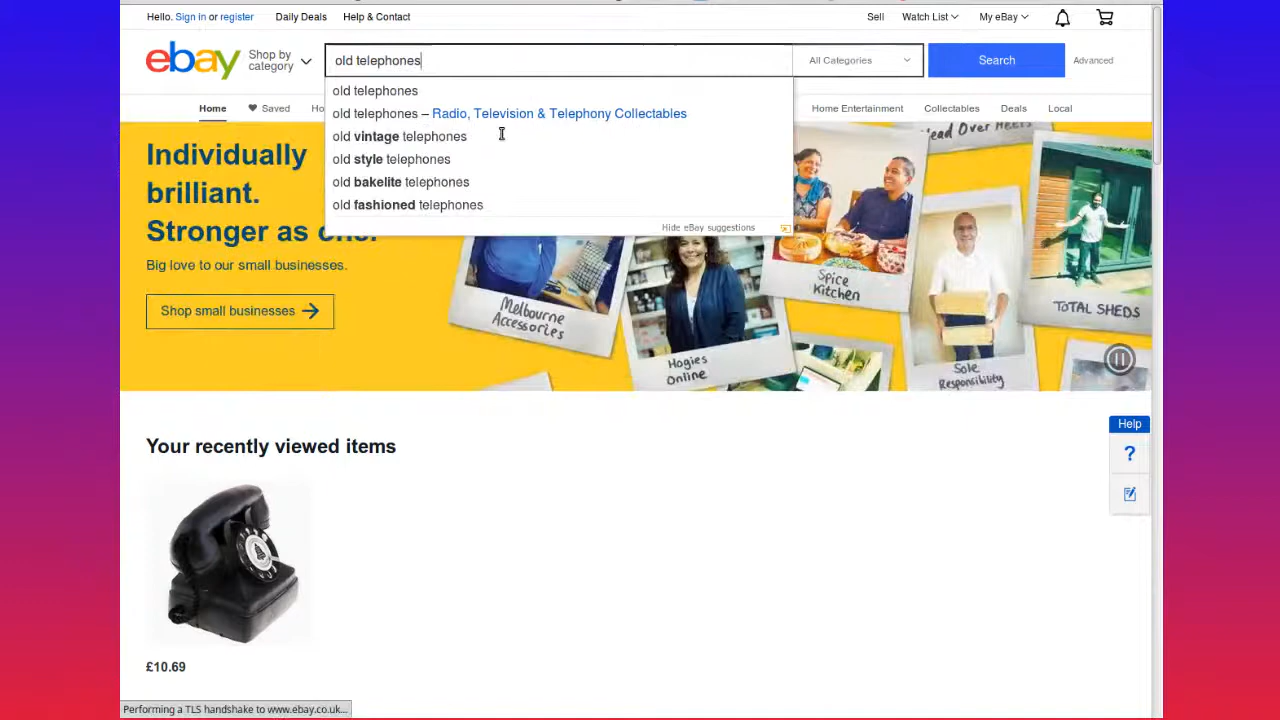 Hello. Sign in or register Daily Deals Help & Contact Sell Watch List My eBay
ebay Shop by category old telephones All Categories Search Advanced
old telephones
old telephones – Radio, Television & Telephony Collectables
old vintage telephones
old style telephones
old bakelite telephones
old fashioned telephones
Hide eBay suggestions
Home Saved Ho Home Entertainment Collectables Deals Local
Individually
brilliant.
Stronger as one.
Big love to our small businesses.
Shop small businesses
Head Over Heels
Melbourne
Accessories
Hogies
Online
Spice
Kitchen
Sole
Responsibility
TOTAL SHEDS
Help
?
Your recently viewed items
£10.69
Performing a TLS handshake to www.ebay.co.uk...